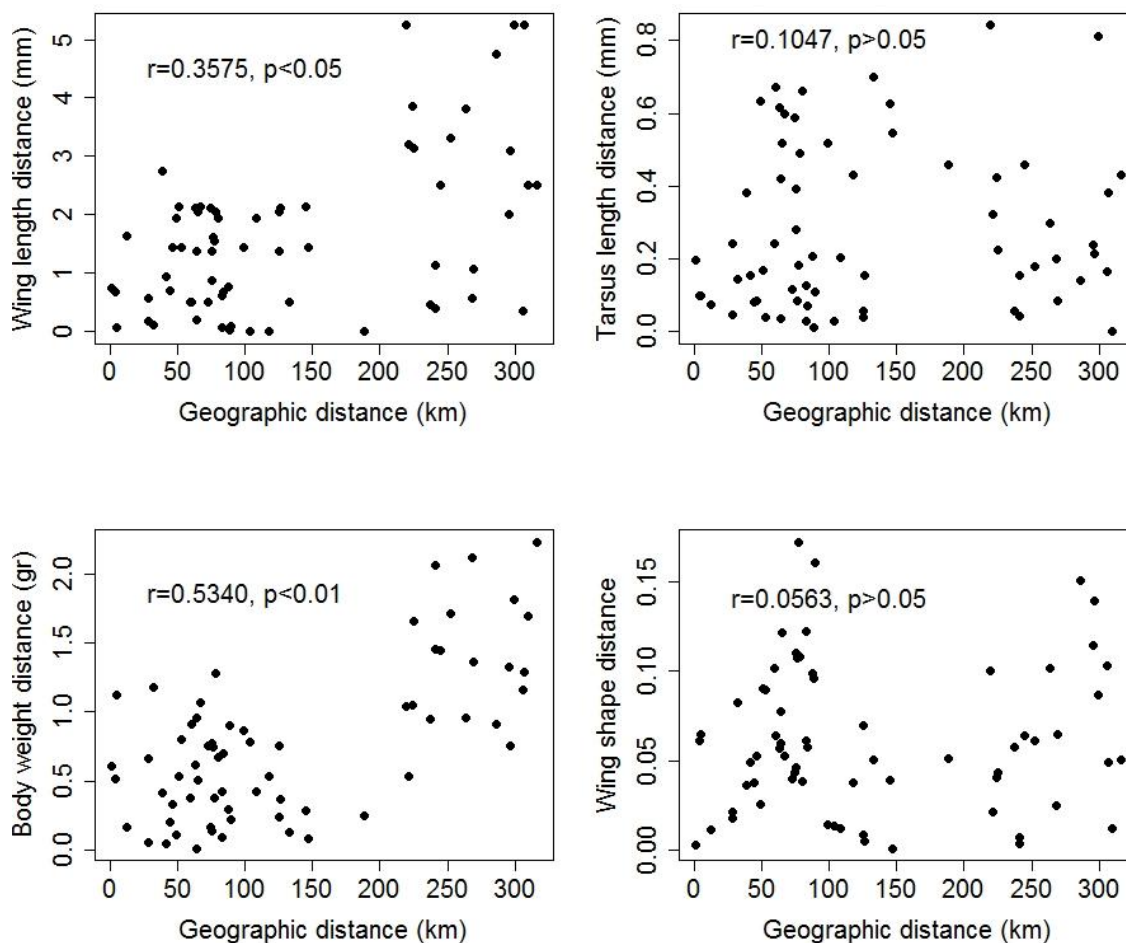 Wing length distance (mm)
5
4
3
2
1
0
r=0.3575, p<0.05
0 50 100 150 200 250 300
Geographic distance (km)
Tarsus length distance (mm)
0.8
0.6
0.4
0.2
0.0
r=0.1047, p>0.05
0 50 100 150 200 250 300
Geographic distance (km)
Body weight distance (gr)
2.0
1.5
1.0
0.5
0.0
r=0.5340, p<0.01
0 50 100 150 200 250 300
Geographic distance (km)
Wing shape distance
0.15
0.10
0.05
0.00
r=0.0563, p>0.05
0 50 100 150 200 250 300
Geographic distance (km)